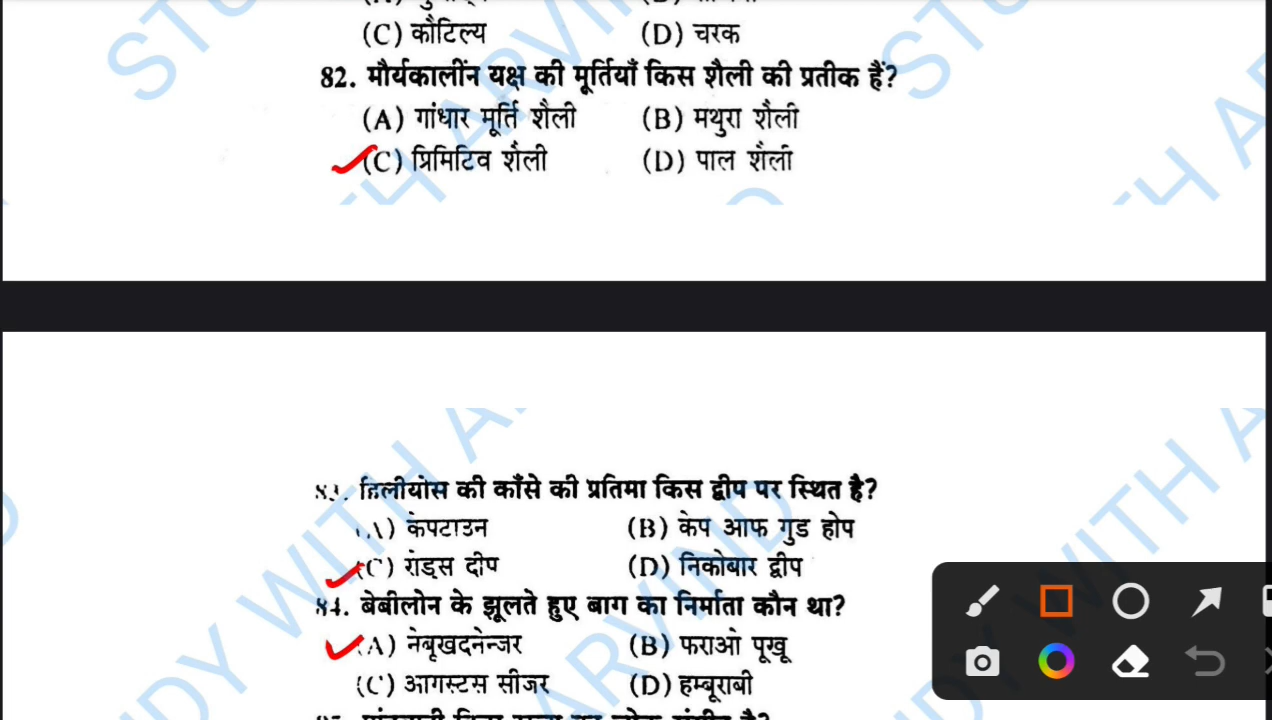 (C) कौटिल्य (D) चरक
82. मौर्यकालींन यक्ष की मूर्तियाँ किस शैली की प्रतीक हैं?
(A) गांधार मूर्ति शैली (B) मथुरा शैली
(C) प्रिमिटिव शैली (D) पाल शैली
83. हिलीयोस की काँसे की प्रतिमा किस द्वीप पर स्थित है?
(A) केपटाउन (B) केप आफ गुड होप
(C) रोड्स दीप (D) निकोबार द्वीप
84. बेबीलोन के झूलते हुए बाग का निर्माता कौन था?
(A) नेबूखदनेन्जर (B) फराओ पूखू
(C) आगस्टस सीजर (D) हम्बूराबी